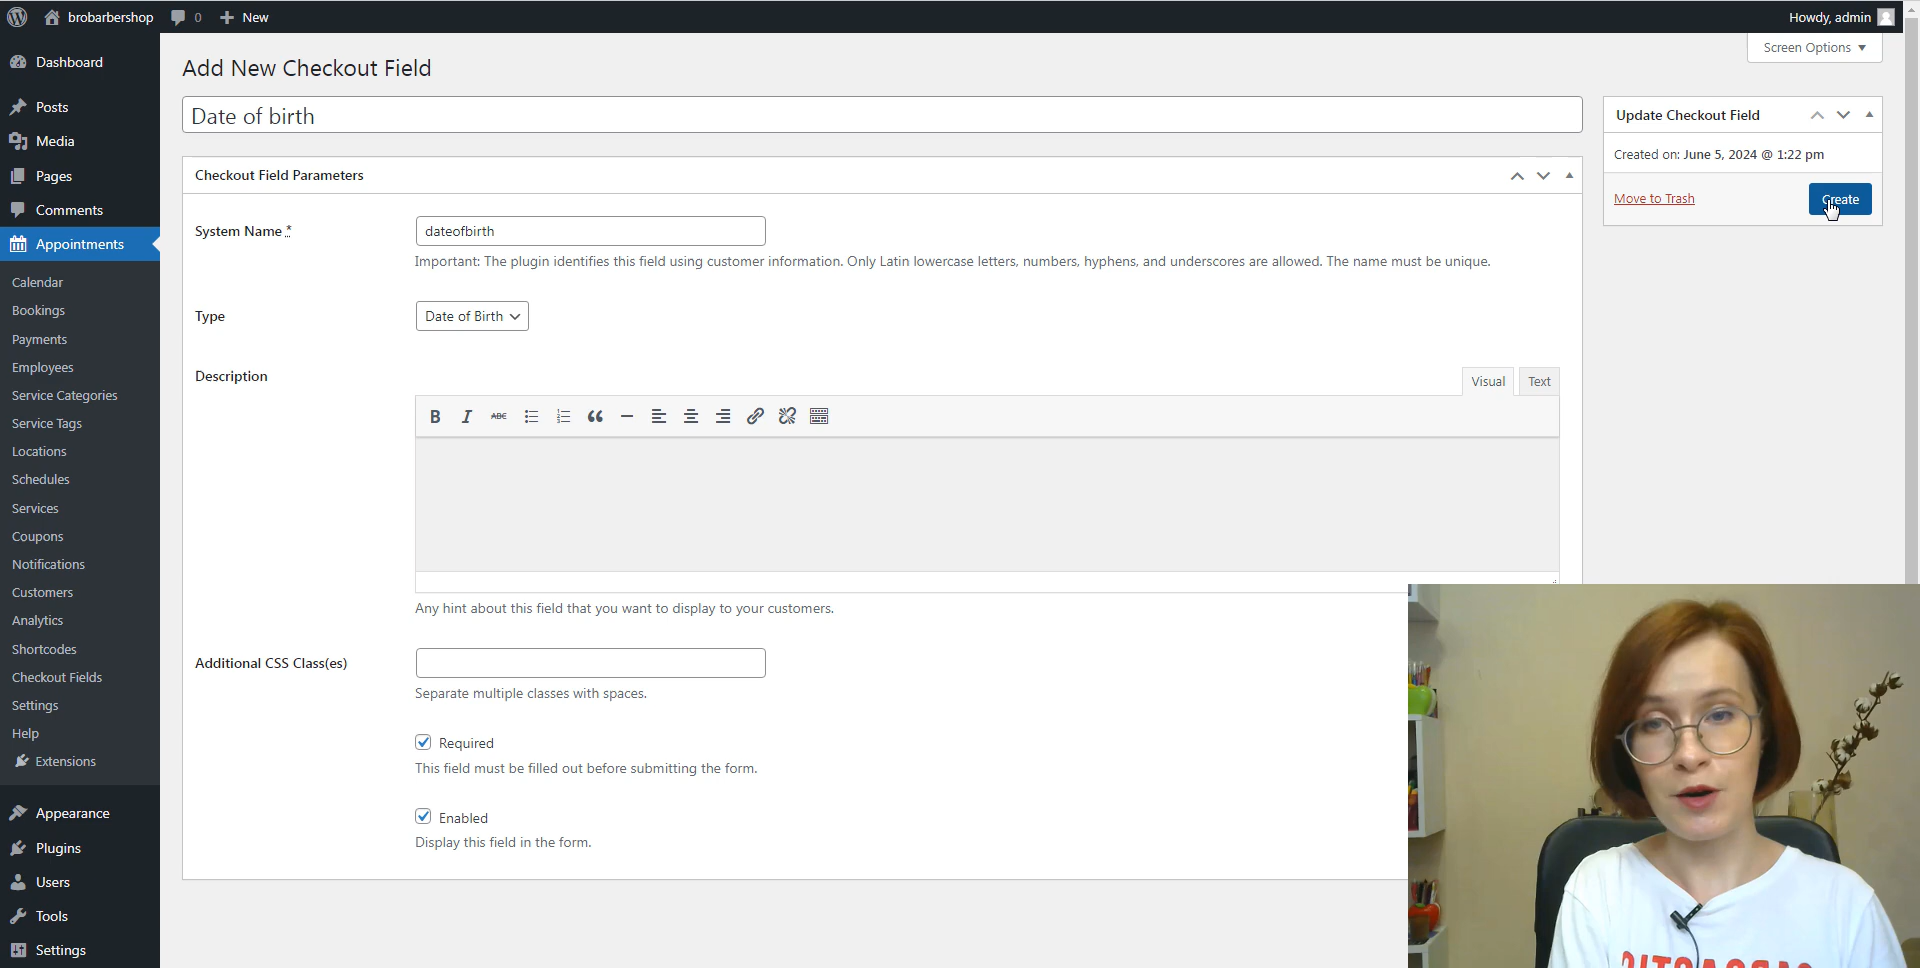 brobarbershop
0
New
Howdy, admin
Screen Options
Dashboard
Posts
Media
Pages
Comments
Appointments
Calendar
Bookings
Payments
Employees
Service Categories
Service Tags
Locations
Schedules
Services
Coupons
Notifications
Customers
Analytics
Shortcodes
Checkout Fields
Settings
Help
Extensions
Appearance
Plugins
Users
Tools
Settings
Add New Checkout Field
Date of birth
Checkout Field Parameters
System Name *
dateofbirth
Important: The plugin identifies this field using customer information. Only Latin lowercase letters, numbers, hyphens, and underscores are allowed. The name must be unique.
Type
Date of Birth
Description
Visual
Text
B I ABC
Any hint about this field that you want to display to your customers.
Additional CSS Class(es)
Separate multiple classes with spaces.
Required
This field must be filled out before submitting the form.
Enabled
Display this field in the form.
Update Checkout Field
Created on: June 5, 2024 @ 1:22 pm
Move to Trash
Create